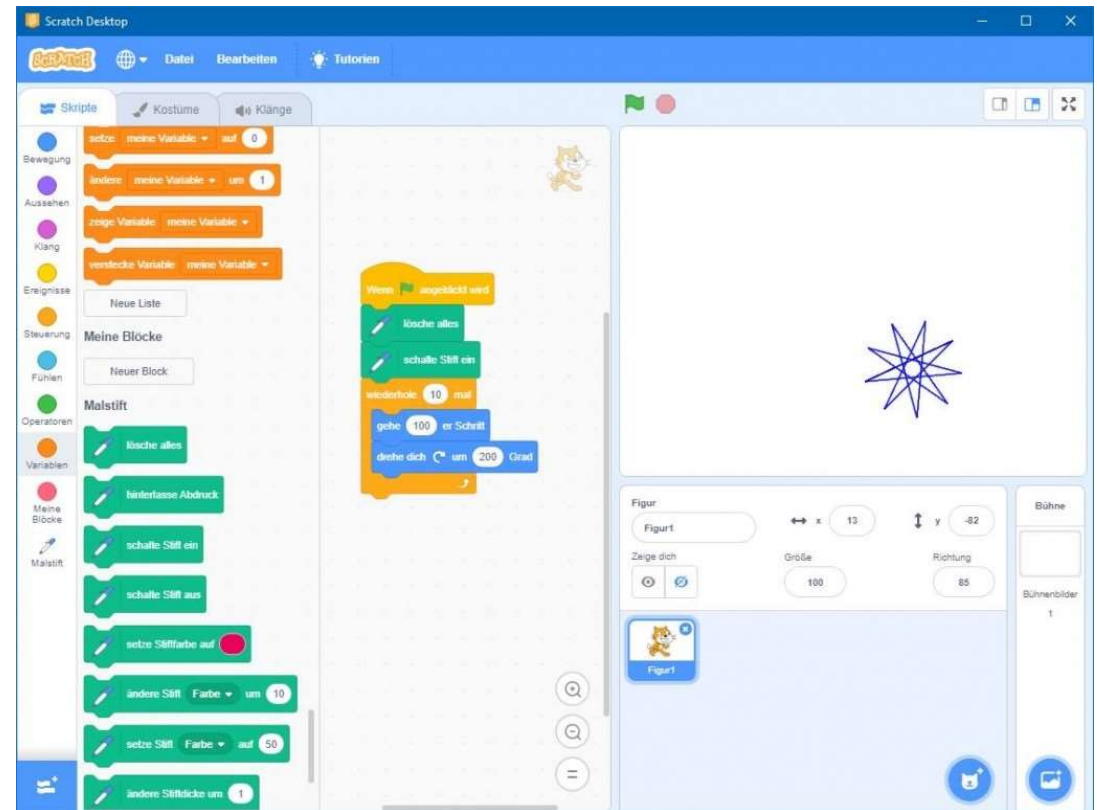 Scratch Desktop
SCRATCH Datei Bearbeiten Tutorien
Skripte Kostüme Klänge
Bewegung
Aussehen
Klang
Ereignisse
Steuerung
Fühlen
Operatoren
Variablen
Meine
Blöcke
Malstift
setze meine Variable auf 0
ändere meine Variable um 1
zeige Variable meine Variable
verstecke Variable meine Variable
Neue Liste
Meine Blöcke
Neuer Block
Malstift
lösche alles
hinterlasse Abdruck
schalte Stift ein
schalte Stift aus
setze Stiftfarbe auf
ändere Stift Farbe um 10
setze Stift Farbe auf 50
ändere Stiftdicke um 1
Wenn angeklickt wird
lösche alles
schalte Stift ein
wiederhole 10 mal
gehe 100 er Schritt
drehe dich um 200 Grad
Figur
Figur1
x 13
y -82
Zeige dich
Größe
100
Richtung
85
Figur1
Bühne
Bühnenbilder
1